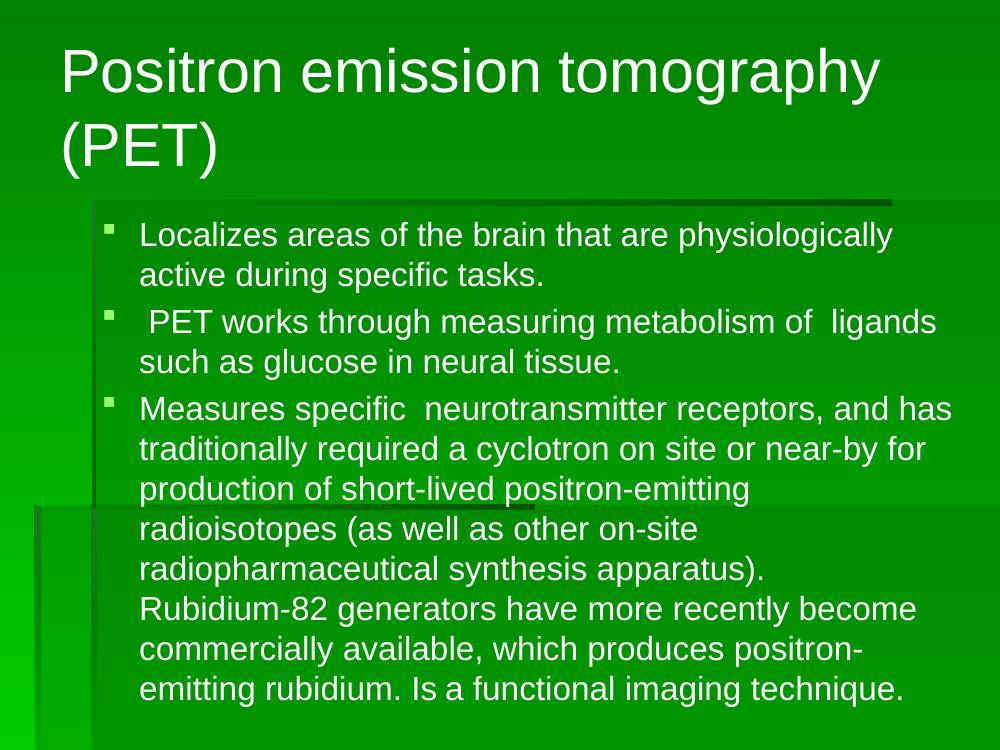 Positron emission tomography
(PET)
Localizes areas of the brain that are physiologically
active during specific tasks.
PET works through measuring metabolism of  ligands
such as glucose in neural tissue.
Measures specific  neurotransmitter receptors, and has
traditionally required a cyclotron on site or near-by for
production of short-lived positron-emitting
radioisotopes (as well as other on-site
radiopharmaceutical synthesis apparatus).
Rubidium-82 generators have more recently become
commercially available, which produces positron-
emitting rubidium. Is a functional imaging technique.